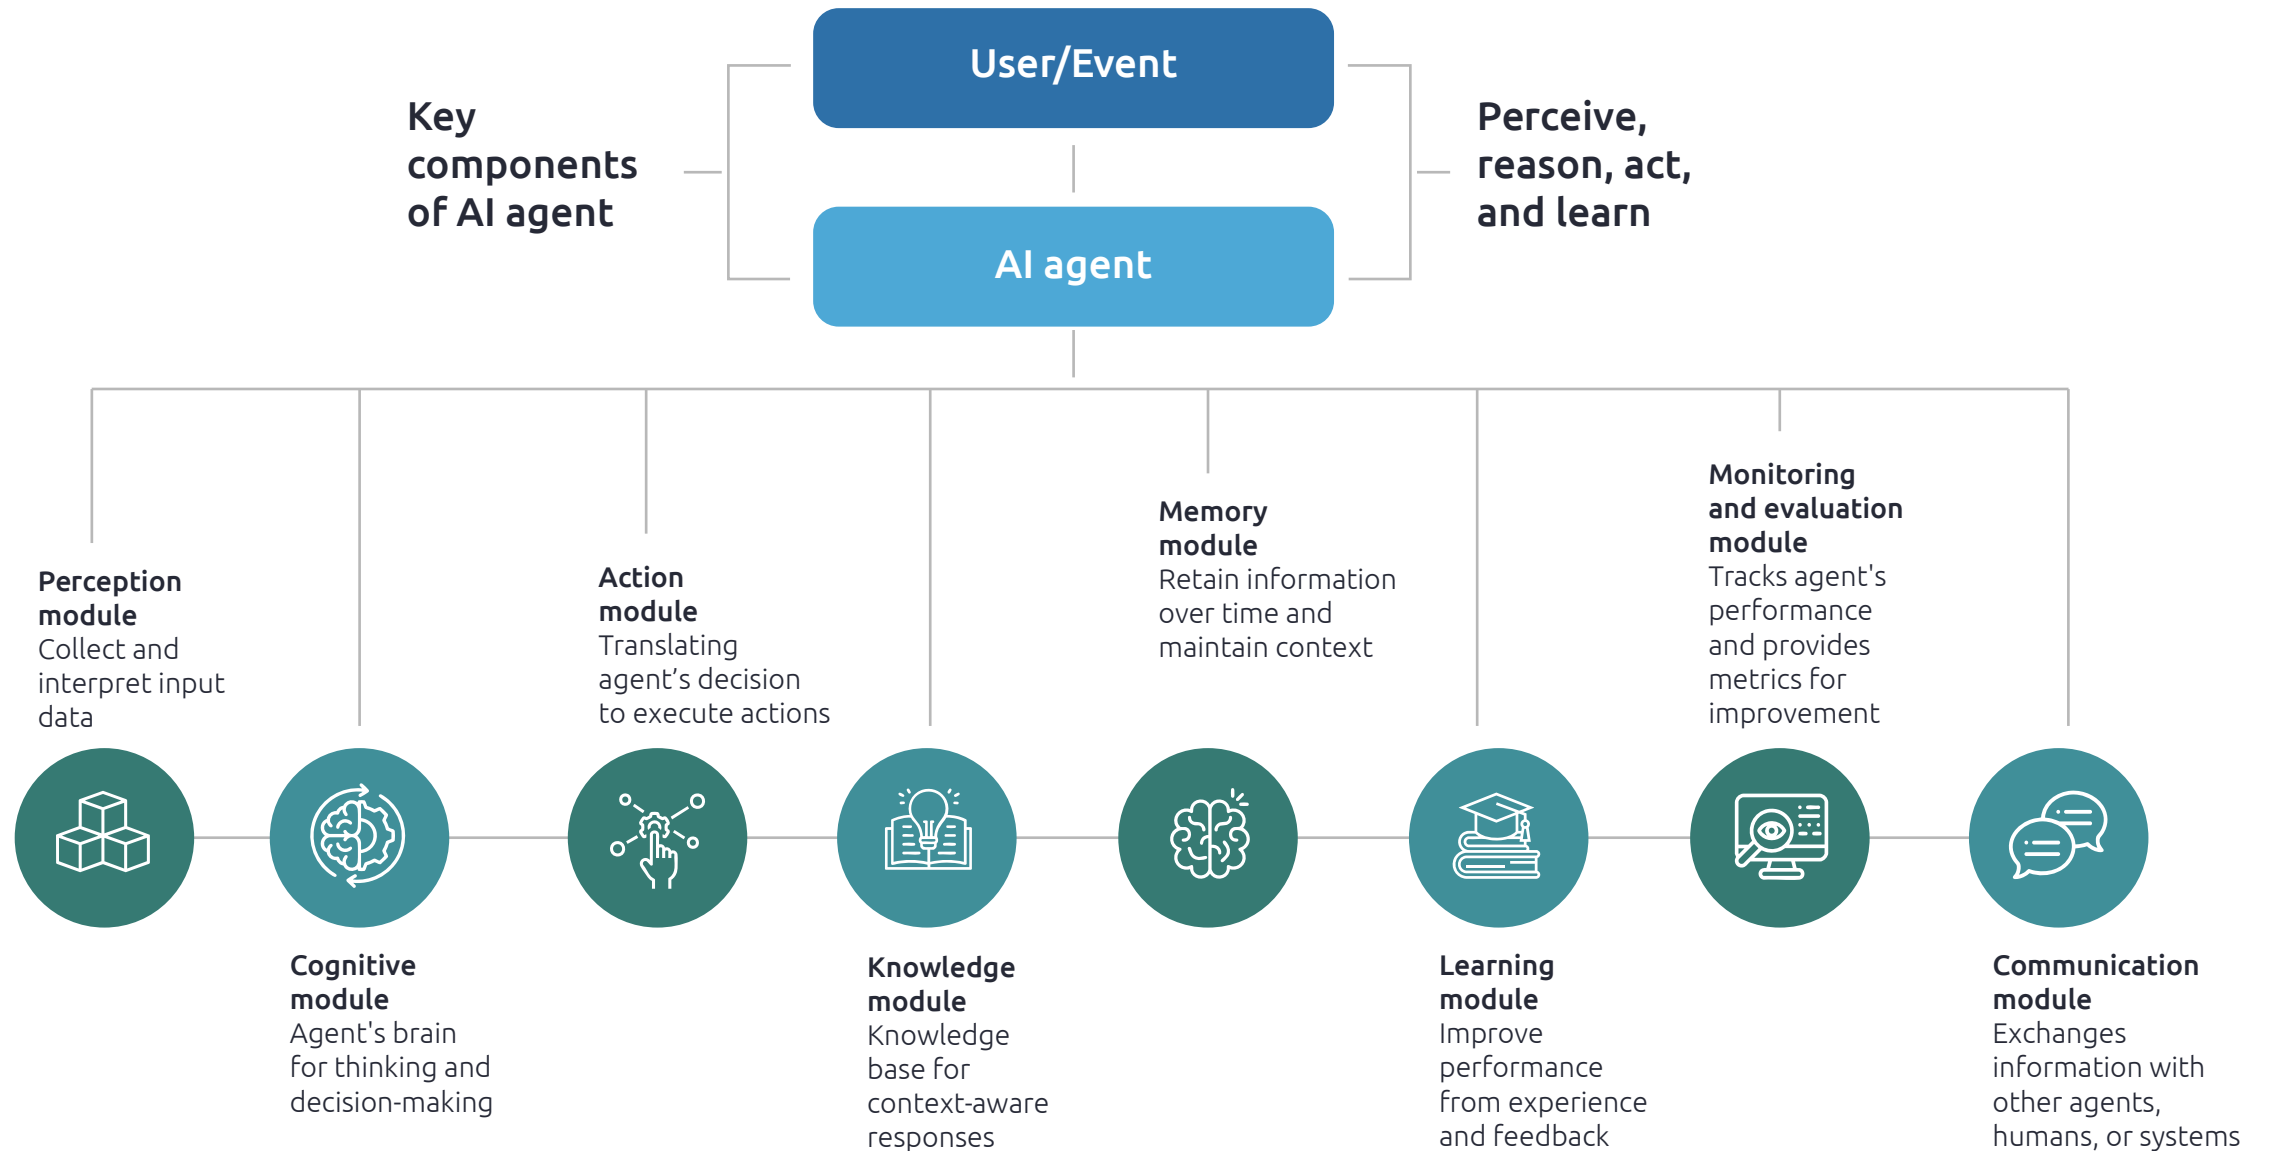 User/Event
Key
components
of AI agent
Perceive,
reason, act,
and learn
AI agent
Perception
module
Collect and
interpret input
data
Cognitive
module
Agent's brain
for thinking and
decision-making
Action
module
Translating
agent’s decision
to execute actions
Knowledge
module
Knowledge
base for
context-aware
responses
Memory
module
Retain information
over time and
maintain context
Learning
module
Improve
performance
from experience
and feedback
Monitoring
and evaluation
module
Tracks agent's
performance
and provides
metrics for
improvement
Communication
module
Exchanges
information with
other agents,
humans, or systems